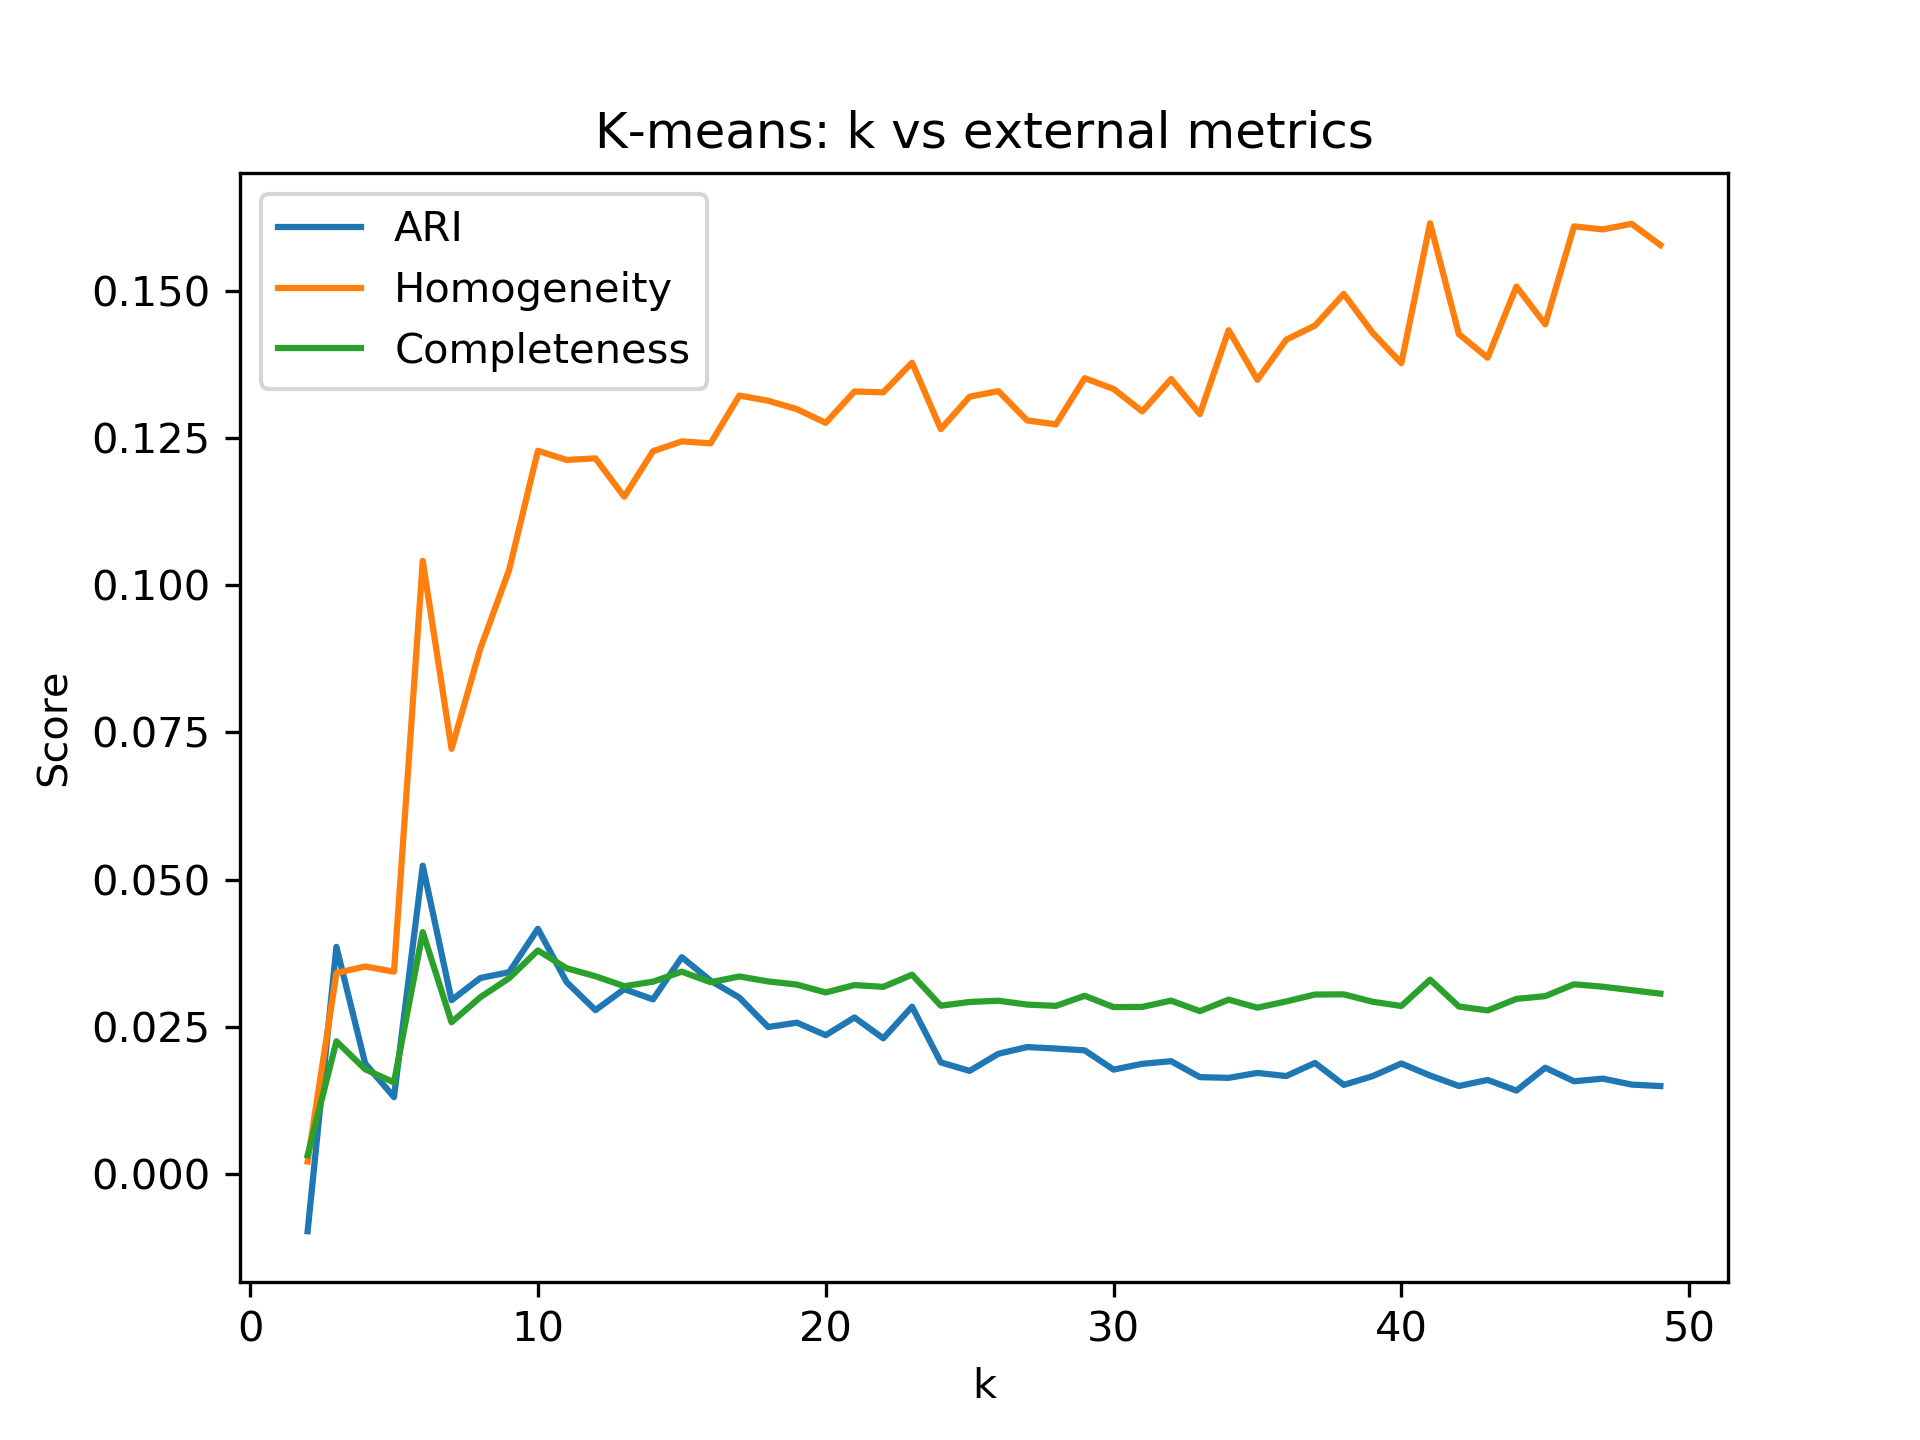 K-means: k vs external metrics
ARI
Homogeneity
Completeness
0.150
0.125
0.100
0.075
0.050
0.025
0.000
Score
0 10 20 30 40 50
k